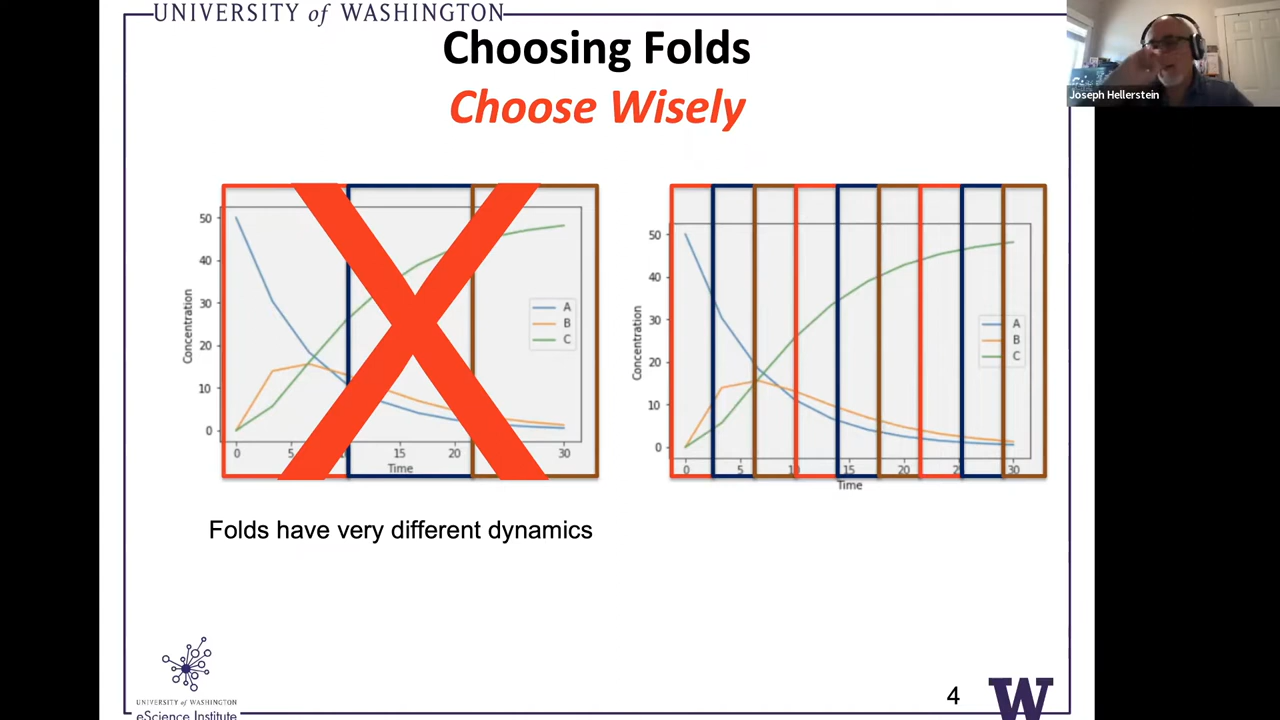 UNIVERSITY of WASHINGTON
Choosing Folds
Choose Wisely
Joseph Hellerstein
50
40
30
20
10
0
Concentration
0
5
15
20
30
Time
A
B
C
50
40
30
20
10
0
Concentration
0
5
10
15
20
25
30
Time
A
B
C
Folds have very different dynamics
UNIVERSITY of WASHINGTON
eScience Institute
4
W